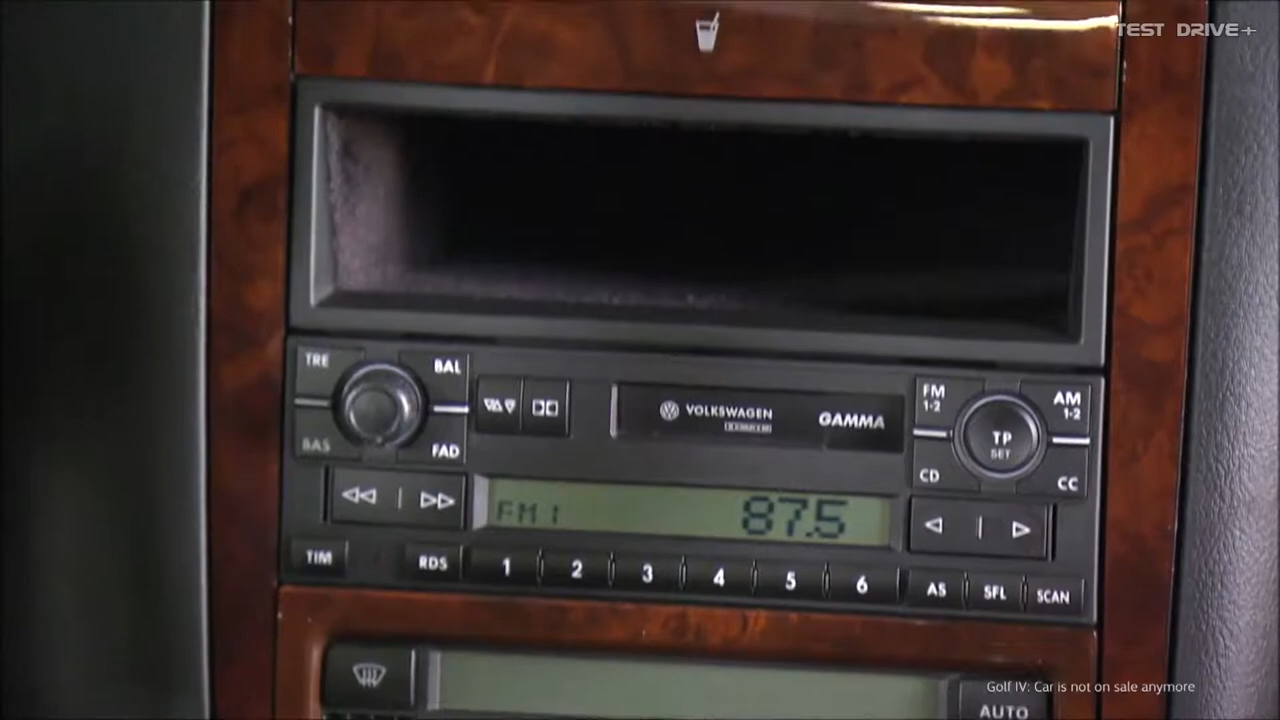 TEST DRIVE+
TRE
BAL
BAS
FAD
VOLKSWAGEN
GAMMA
FM
1-2
AM
1-2
TP
SET
CD
CC
FM1
87.5
TIM
RDS
1 2 3 4 5 6
AS
SFL
SCAN
Golf IV: Car is not on sale anymore
AUTO